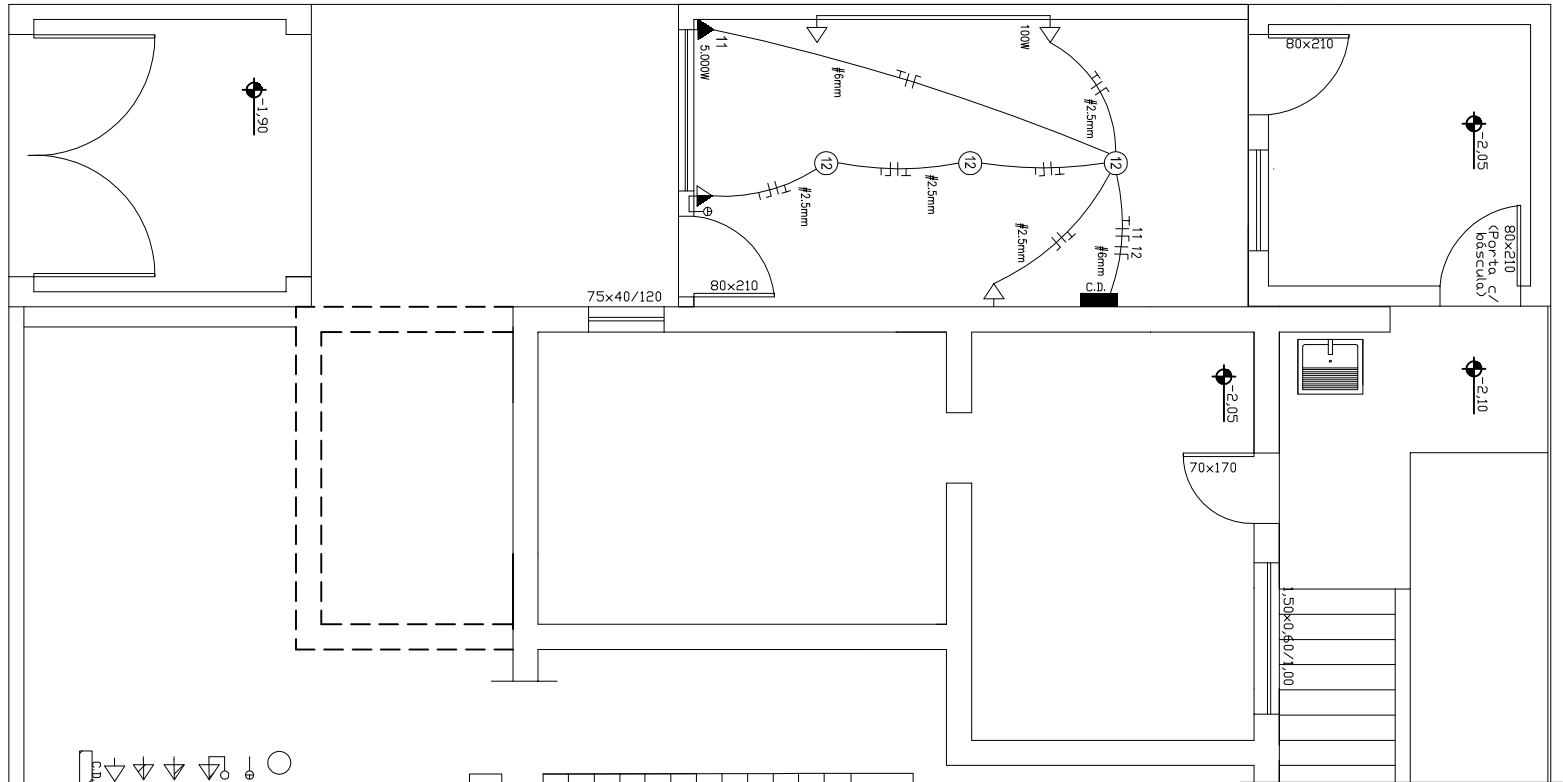 -1,90
11
5.000W
#6mm
100W
#2.5mm
12
12
12
#2.5mm
#2.5mm
#2.5mm
11 12
#6mm
C.D.
80x210
75x40/120
80x210
-2,05
80x210
(Porta c/
báscula)
-2,05
-2,10
70x170
1,50x0,60/1,00
C.D.